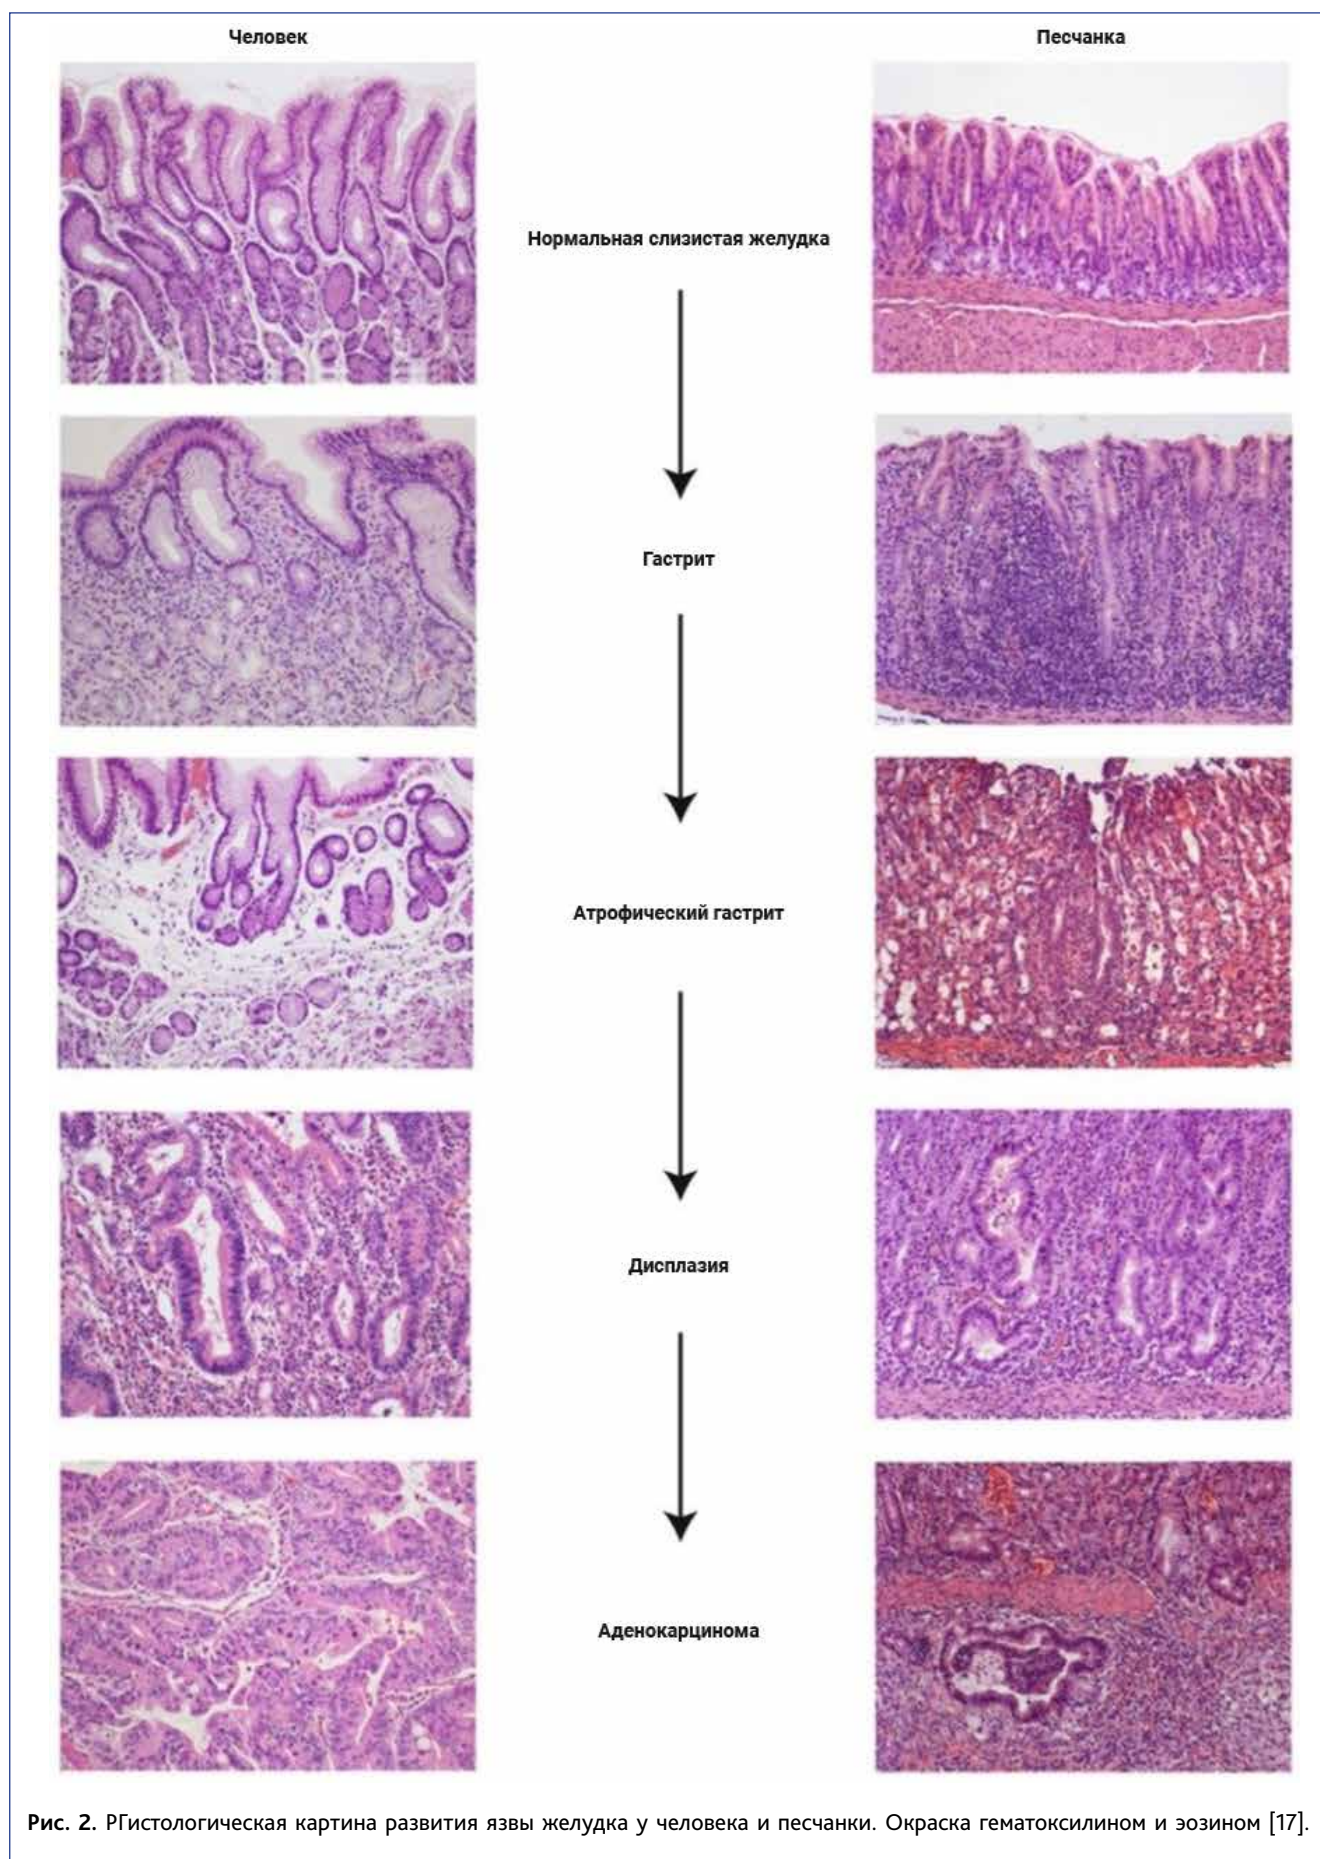 Человек
Песчанка
Нормальная слизистая желудка
Гастрит
Атрофический гастрит
Дисплазия
Аденокарцинома
Рис. 2. РГистологическая картина развития язвы желудка у человека и песчанки. Окраска гематоксилином и эозином [17].